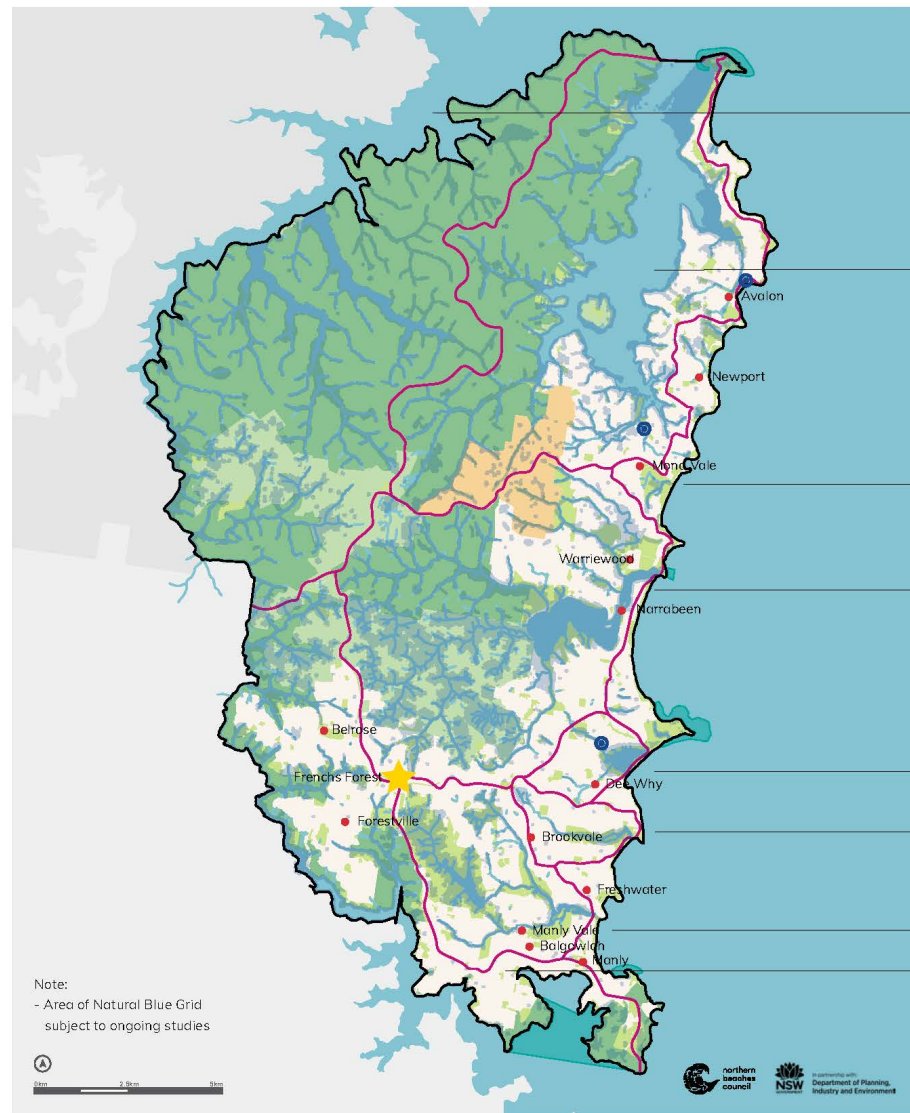 Avalon
Newport
Mona Vale
Warriewood
Narrabeen
Belrose
Frenchs Forest
Dee Why
Forestville
Brookvale
Freshwater
Manly Vale
Balgowlah
Manly
Note:
- Area of Natural Blue Grid
subject to ongoing studies
0km 2.5km 5km
northern
beaches
council
NSW
GOVERNMENT
In partnership with:
Department of Planning,
Industry and Environment